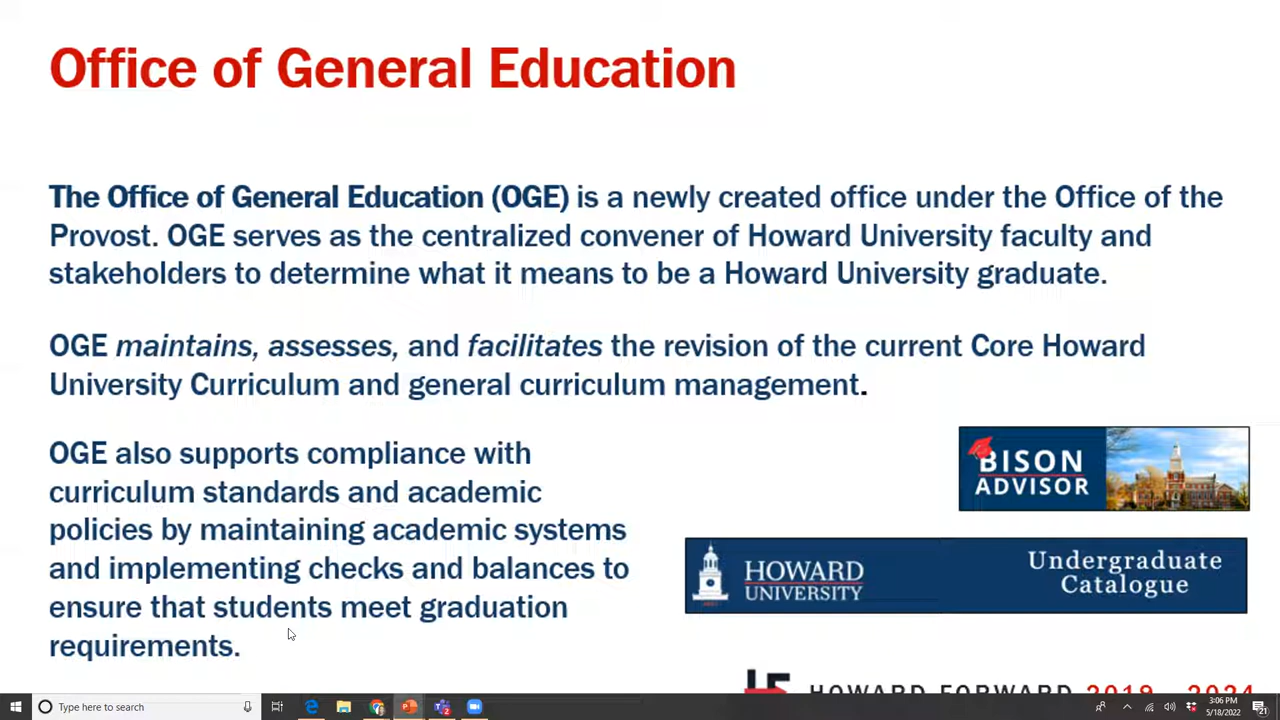 Office of General Education
The Office of General Education (OGE) is a newly created office under the Office of the
Provost. OGE serves as the centralized convener of Howard University faculty and
stakeholders to determine what it means to be a Howard University graduate.
OGE maintains, assesses, and facilitates the revision of the current Core Howard
University Curriculum and general curriculum management.
OGE also supports compliance with
curriculum standards and academic
policies by maintaining academic systems
and implementing checks and balances to
ensure that students meet graduation
requirements.
BISON
ADVISOR
HOWARD
UNIVERSITY
Undergraduate
Catalogue
HOWARD FORWARD 2019 - 2024
Type here to search
3:06 PM
5/18/2022
21